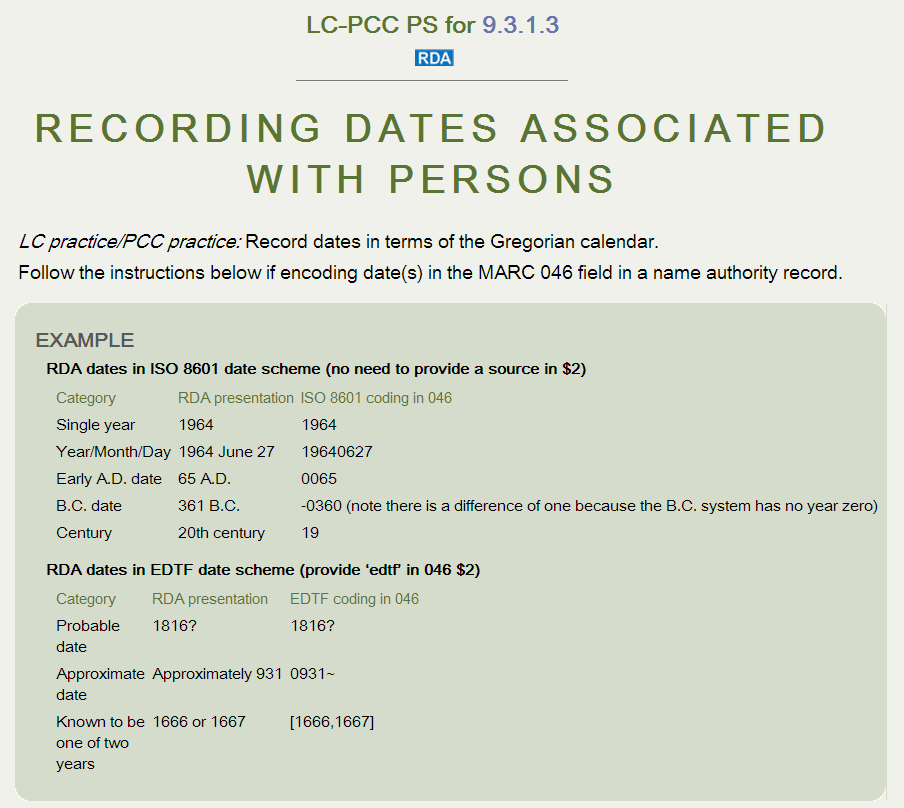 LC-PCC PS for 9.3.1.3
RDA
RECORDING DATES ASSOCIATED
WITH PERSONS
LC practice/PCC practice: Record dates in terms of the Gregorian calendar.
Follow the instructions below if encoding date(s) in the MARC 046 field in a name authority record.
EXAMPLE
RDA dates in ISO 8601 date scheme (no need to provide a source in $2)
Category RDA presentation ISO 8601 coding in 046
Single year 1964 1964
Year/Month/Day 1964 June 27 19640627
Early A.D. date 65 A.D. 0065
B.C. date 361 B.C. -0360 (note there is a difference of one because the B.C. system has no year zero)
Century 20th century 19
RDA dates in EDTF date scheme (provide ‘edtf’ in 046 $2)
Category RDA presentation EDTF coding in 046
Probable 1816? 1816?
date
Approximate Approximately 931 0931~
date
Known to be 1666 or 1667 [1666,1667]
one of two
years